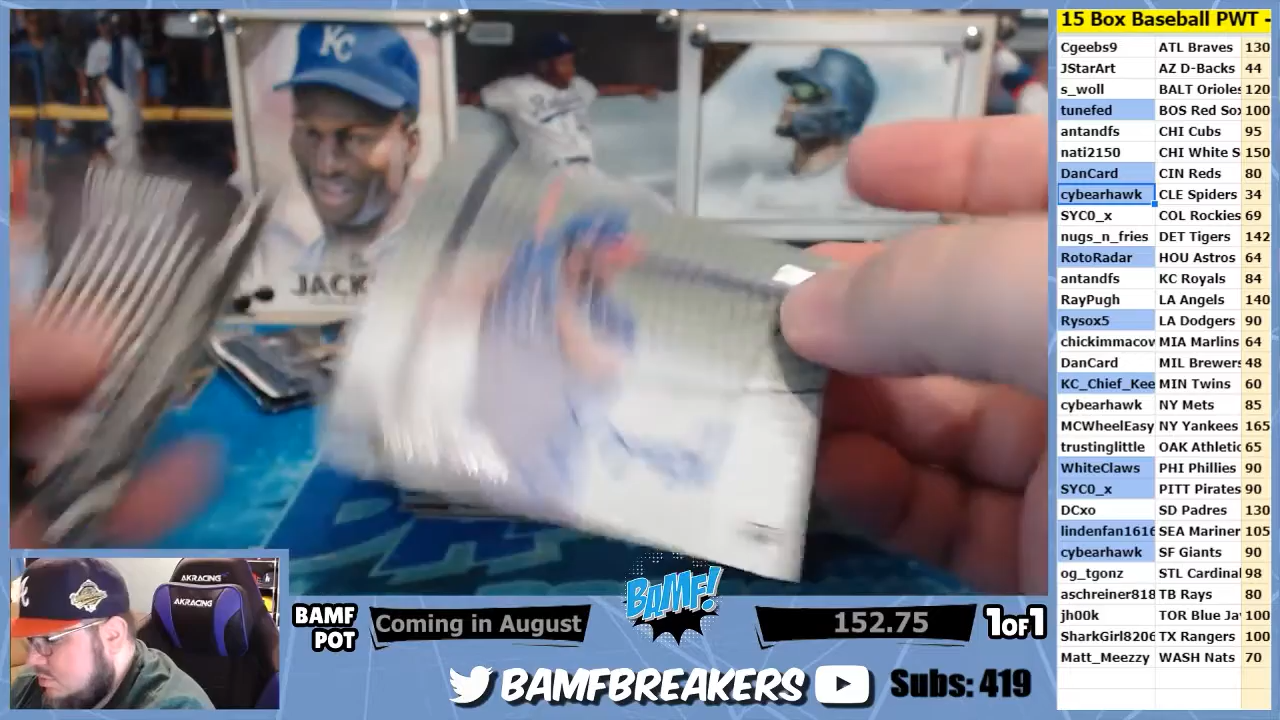 15 Box Baseball PWT -
Cgeebs9 ATL Braves 130
JStarArt AZ D-Backs 44
s_woll BALT Orioles 120
tunefed BOS Red Sox 100
antandfs CHI Cubs 95
nati2150 CHI White S 150
DanCard CIN Reds 80
cybearhawk CLE Spiders 34
SYC0_x COL Rockies 69
nugs_n_fries DET Tigers 142
RotoRadar HOU Astros 64
antandfs KC Royals 84
RayPugh LA Angels 140
Rysox5 LA Dodgers 90
chickimmacow MIA Marlins 64
DanCard MIL Brewers 48
KC_Chief_Kee MIN Twins 60
cybearhawk NY Mets 85
MCWheelEasy NY Yankees 165
trustinglittle OAK Athletic 65
WhiteClaws PHI Phillies 90
SYC0_x PITT Pirates 90
DCxo SD Padres 130
lindenfan1616 SEA Mariner 105
cybearhawk SF Giants 90
og_tgonz STL Cardinal 98
aschreiner818 TB Rays 80
jh00k TOR Blue Jay 100
SharkGirl8206 TX Rangers 100
Matt_Meezzy WASH Nats 70
KC
JACK
AKRACING
AKRACING
BAMF POT
Coming in August
BAMF!
152.75
1OF1
BAMFBREAKERS
Subs: 419